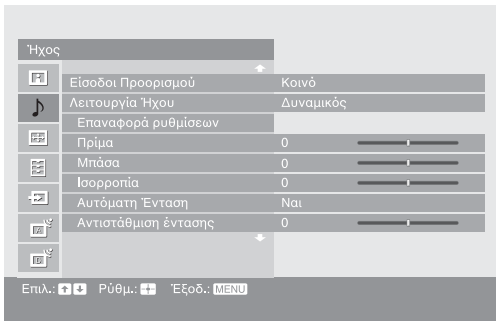 Ήχος
Είσοδοι Προορισμού Κοινό
Λειτουργία Ήχου Δυναμικός
Επαναφορά ρυθμίσεων
Πρίμα 0
Μπάσα 0
Ισορροπία 0
Αυτόματη Ένταση Ναι
Αντιστάθμιση έντασης 0
Επιλ.: Ρύθμ.: Έξοδ.: MENU